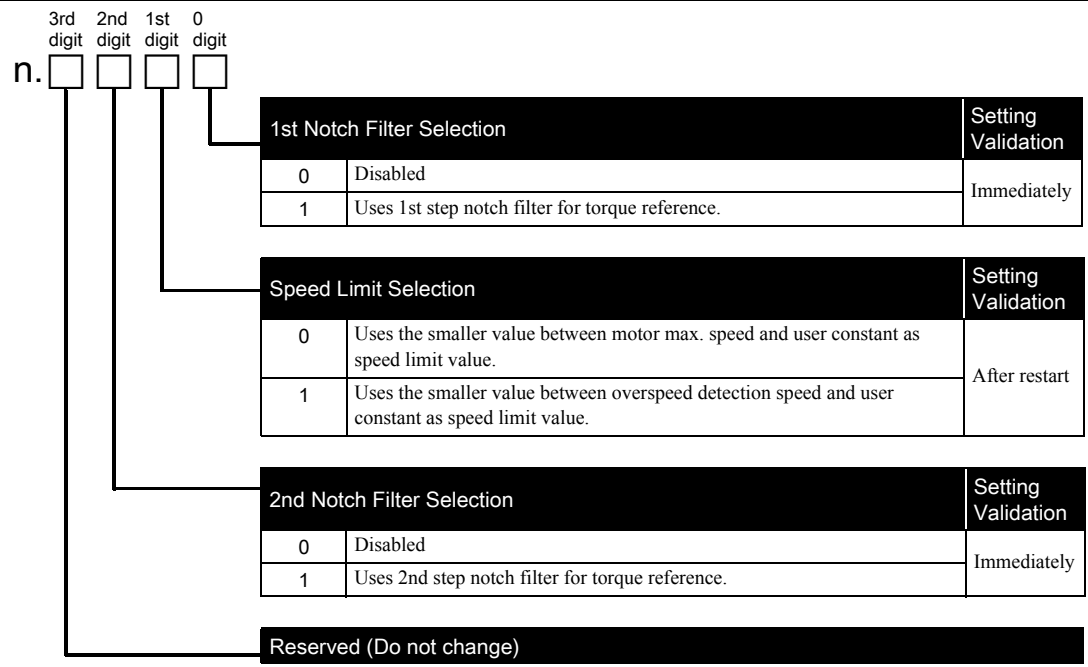 3rd digit 2nd digit 1st digit 0 digit
n.
1st Notch Filter Selection
Setting Validation
0 Disabled
Immediately
1 Uses 1st step notch filter for torque reference.
Speed Limit Selection
Setting Validation
0 Uses the smaller value between motor max. speed and user constant as
speed limit value.
After restart
1 Uses the smaller value between overspeed detection speed and user
constant as speed limit value.
2nd Notch Filter Selection
Setting Validation
0 Disabled
Immediately
1 Uses 2nd step notch filter for torque reference.
Reserved (Do not change)